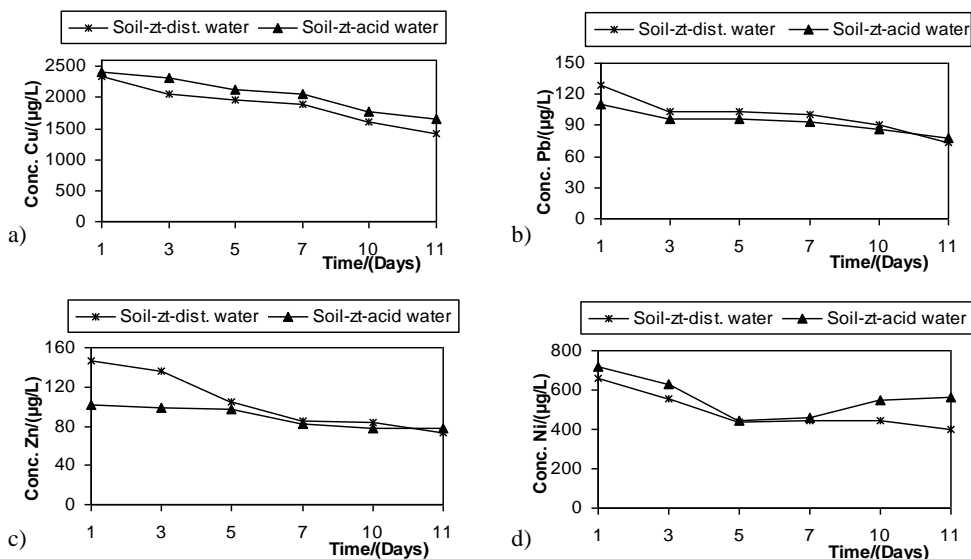 Soil-zt-dist. water Soil-zt-acid water
2500
2000
1500
1000
500
0
Conc. Cu/(µg/L)
1 3 5 7 10 11
Time/(Days)
a)
Soil-zt-dist. water Soil-zt-acid water
150
120
90
60
30
0
Conc. Pb/(µg/L)
1 3 5 7 10 11
Time/(Days)
b)
Soil-zt-dist. water Soil-zt-acid water
160
120
80
40
0
Conc. Zn/(µg/L)
1 3 5 7 10 11
Time/(Days)
c)
Soil-zt-dist. water Soil-zt-acid water
800
600
400
200
0
Conc. Ni/(µg/L)
1 3 5 7 10 11
Time/(Days)
d)